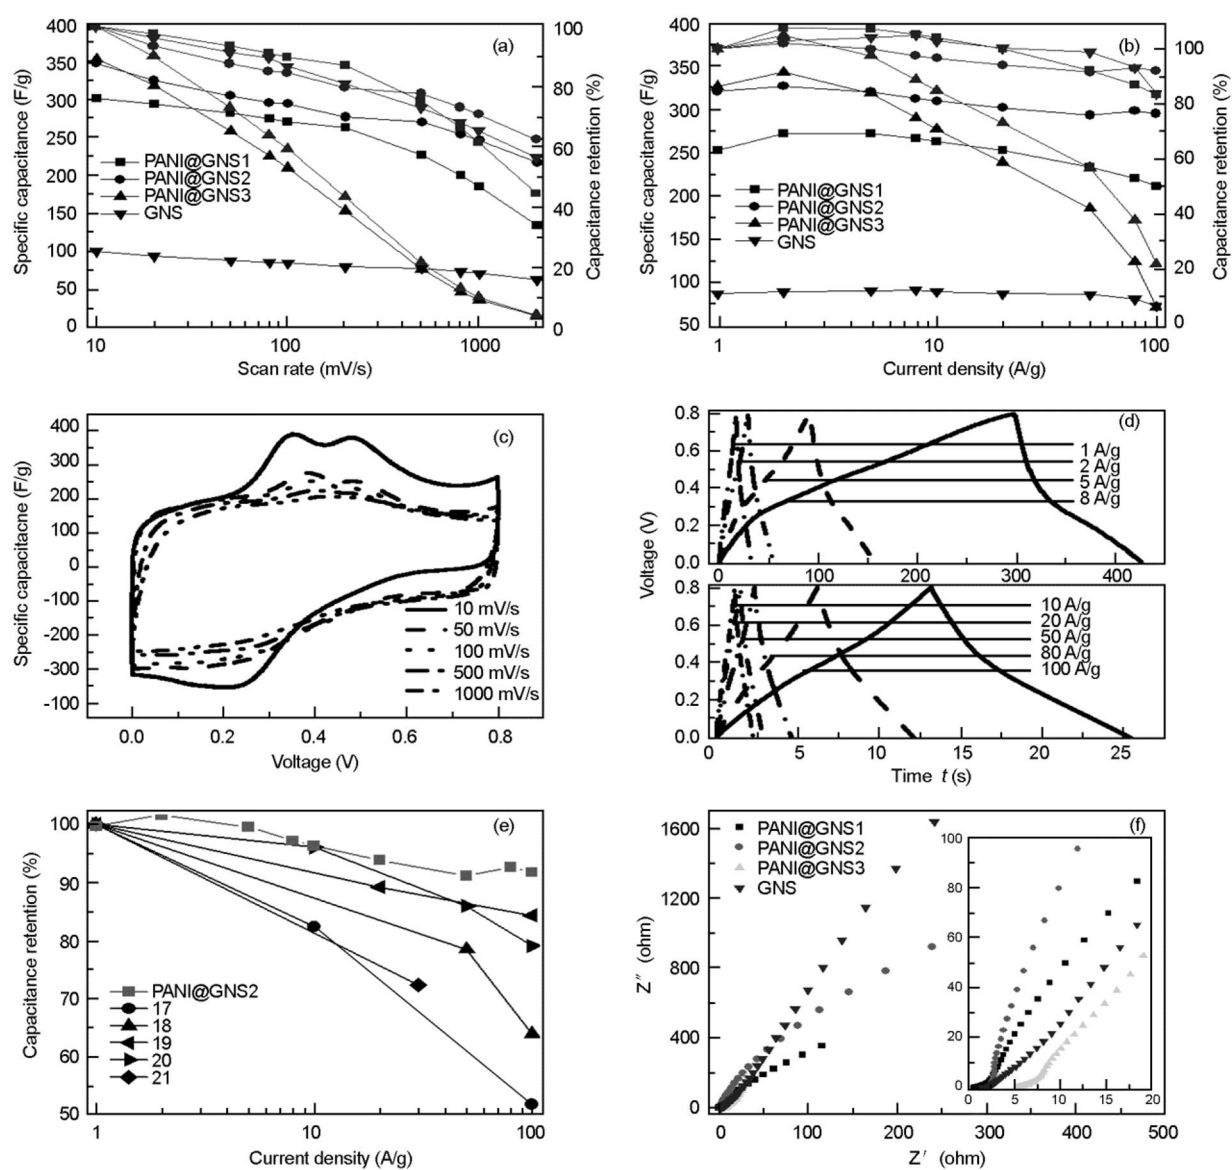 (a)
400
350
300
250
200
150
100
50
0
Specific capacitance (F/g)
100
80
60
40
20
0
Capacitance retention (%)
PANI@GNS1
PANI@GNS2
PANI@GNS3
GNS
10 100 1000
Scan rate (mV/s)
(b)
400
350
300
250
200
150
100
50
Specific capacitance (F/g)
100
80
60
40
20
0
Capacitance retention (%)
PANI@GNS1
PANI@GNS2
PANI@GNS3
GNS
1 10 100
Current density (A/g)
(c)
400
300
200
100
0
-100
-200
-300
-100
Specific capacitane (F/g)
10 mV/s
50 mV/s
100 mV/s
500 mV/s
1000 mV/s
0.0 0.2 0.4 0.6 0.8
Voltage (V)
(d)
0.8
0.6
0.4
0.2
0.0
1 A/g
2 A/g
5 A/g
8 A/g
0 100 200 300 400
Voltage (V)
0.8
0.6
0.4
0.2
0.0
10 A/g
20 A/g
50 A/g
80 A/g
100 A/g
0 5 10 15 20 25
Time t (s)
(e)
100
90
80
70
60
50
Capacitance retention (%)
PANI@GNS2
17
18
19
20
21
1 10 100
Current density (A/g)
(f)
1600
1200
800
400
0
Z″ (ohm)
PANI@GNS1
PANI@GNS2
PANI@GNS3
GNS
100
80
60
40
20
0
5 10 15 20
0 100 200 300 400 500
Z′ (ohm)